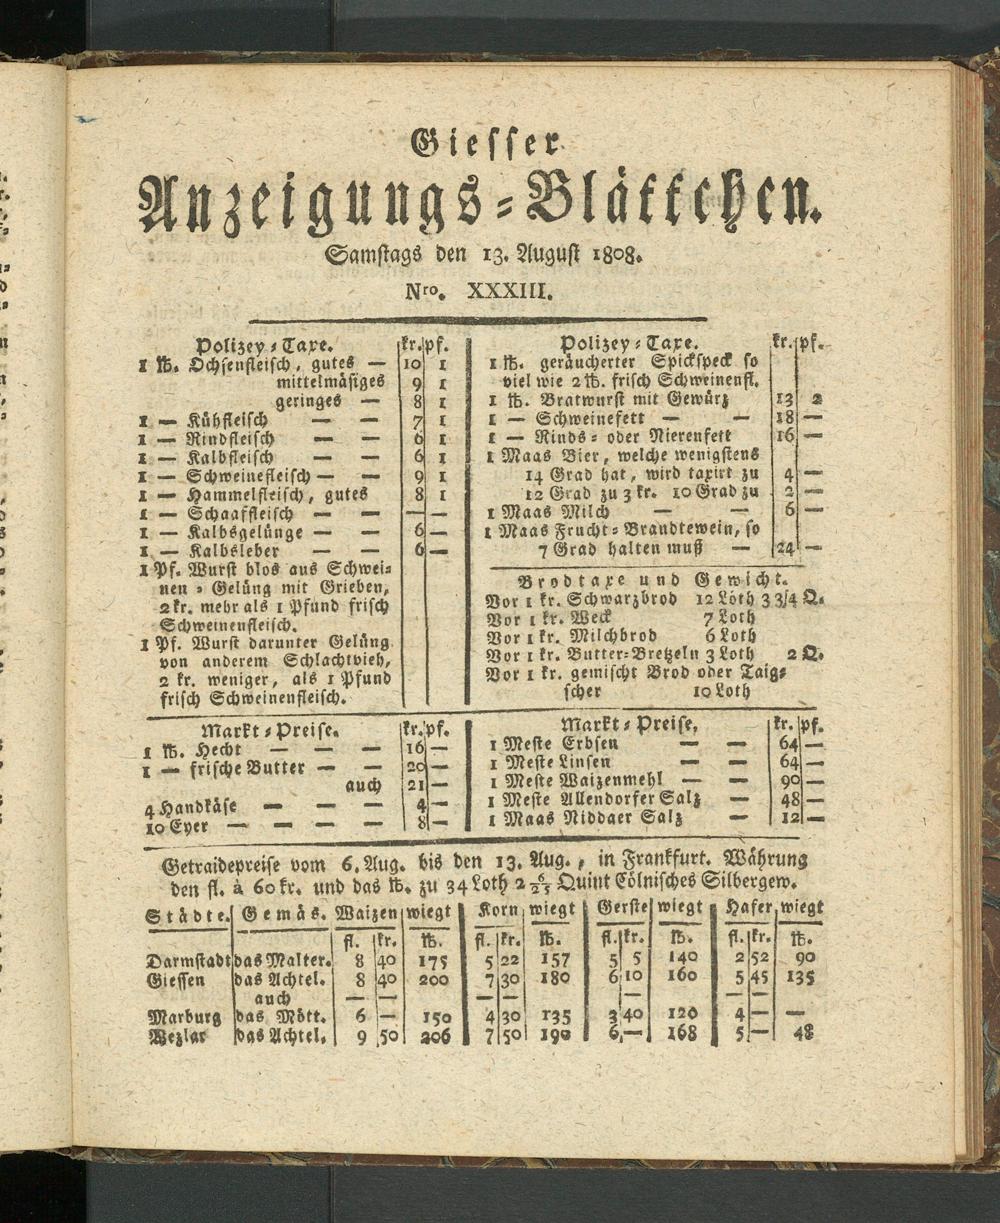 Giesser
Anzeigungs-Blättchen.
Samstags den 13. August 1808.
Nro. XXXIII.
Polizey-Taxe. kr. pf.
1 ℔. Ochsenfleisch, gutes — 10 1
mittelmäsiges 9 1
geringes — 8 1
1 — Kühfleisch — — 7 1
1 — Rindfleisch — — 6 1
1 — Kalbfleisch — — 6 1
1 — Schweinefleisch — — 9 1
1 — Hammelfleisch, gutes 8 1
1 — Schaaffleisch — — — —
1 — Kalbsgelünge — — 6 —
1 — Kalbsleber — — 6 —
1 Pf. Wurst blos aus Schwei-
nen-Gelüng mit Grieben,
2 kr. mehr als 1 Pfund frisch
Schweinenfleisch.
1 Pf. Wurst darunter Gelüng
von anderem Schlachtvieh,
2 kr. weniger, als 1 Pfund
frisch Schweinenfleisch.
Polizey-Taxe. kr. pf.
1 ℔. geräucherter Spickspeck so
viel wie 2 ℔. frisch Schweinenfl.
1 ℔. Bratwurst mit Gewürz 13 2
1 — Schweinefett — — 18 —
1 — Rinds- oder Nierenfett 16 —
1 Maas Bier, welche wenigstens
14 Grad hat, wird taxirt zu 4 —
12 Grad zu 3 kr. 10 Grad zu 2 —
1 Maas Milch — — 6 —
1 Maas Frucht-Brandtewein, so
7 Grad halten muß — 24 —
Brodtaxe und Gewicht.
Vor 1 kr. Schwarzbrod 12 Loth 3 3/4 Q.
Vor 1 kr. Weck 7 Loth
Vor 1 kr. Milchbrod 6 Loth
Vor 1 kr. Butter-Bretzeln 3 Loth 2 Q.
Vor 1 kr. gemischt Brod oder Taig-
scher 10 Loth
Markt-Preise. kr. pf.
1 ℔. Hecht — — — 16 —
1 — frische Butter — — 20 —
auch 21 —
4 Handkäse — — — 4 —
10 Eyer — — — — 8 —
Markt-Preise. kr. pf.
1 Meste Erbsen — — 64 —
1 Meste Linsen — — 64 —
1 Meste Waizenmehl — — 90 —
1 Meste Allendorfer Salz — 48 —
1 Maas Niddaer Salz — 12 —
Getraidepreise vom 6. Aug. bis den 13. Aug., in Frankfurt. Währung
den fl. à 60 kr. und das ℔. zu 34 Loth 2 6/25 Quint Cölnisches Silbergew.
Städte. Gemäs. Waizen wiegt Korn wiegt Gerste wiegt Hafer wiegt
fl. kr. ℔. fl. kr. ℔. fl. kr. ℔. fl. kr. ℔.
Darmstadt das Malter. 8 40 175 5 22 157 5 5 140 2 52 90
Giessen das Achtel. 8 40 200 7 30 180 6 10 160 5 45 135
auch — — — — — — —
Marburg das Mött. 6 — 150 4 30 135 3 40 120 4 — —
Wezlar das Achtel. 9 50 206 7 50 190 6 — 168 5 — 48